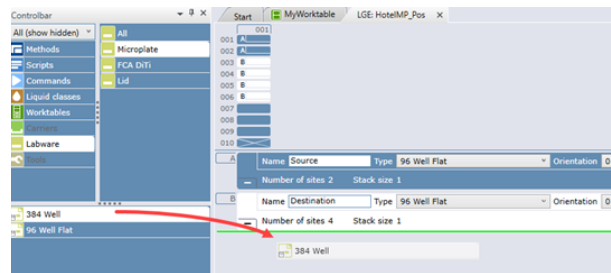 Controlbar
Start
MyWorktable
LGE: HotelMP_Pos
All (show hidden)
Methods
Scripts
Commands
Liquid classes
Worktables
Carriers
Labware
Tools
All
Microplate
FCA DiTi
Lid
384 Well
96 Well Flat
001
001 A
002 A
003 B
004 B
005 B
006 B
007
008
009
010
A
Name Source Type 96 Well Flat Orientation 0
Number of sites 2 Stack size 1
B
Name Destination Type 96 Well Flat Orientation 0
Number of sites 4 Stack size 1
384 Well